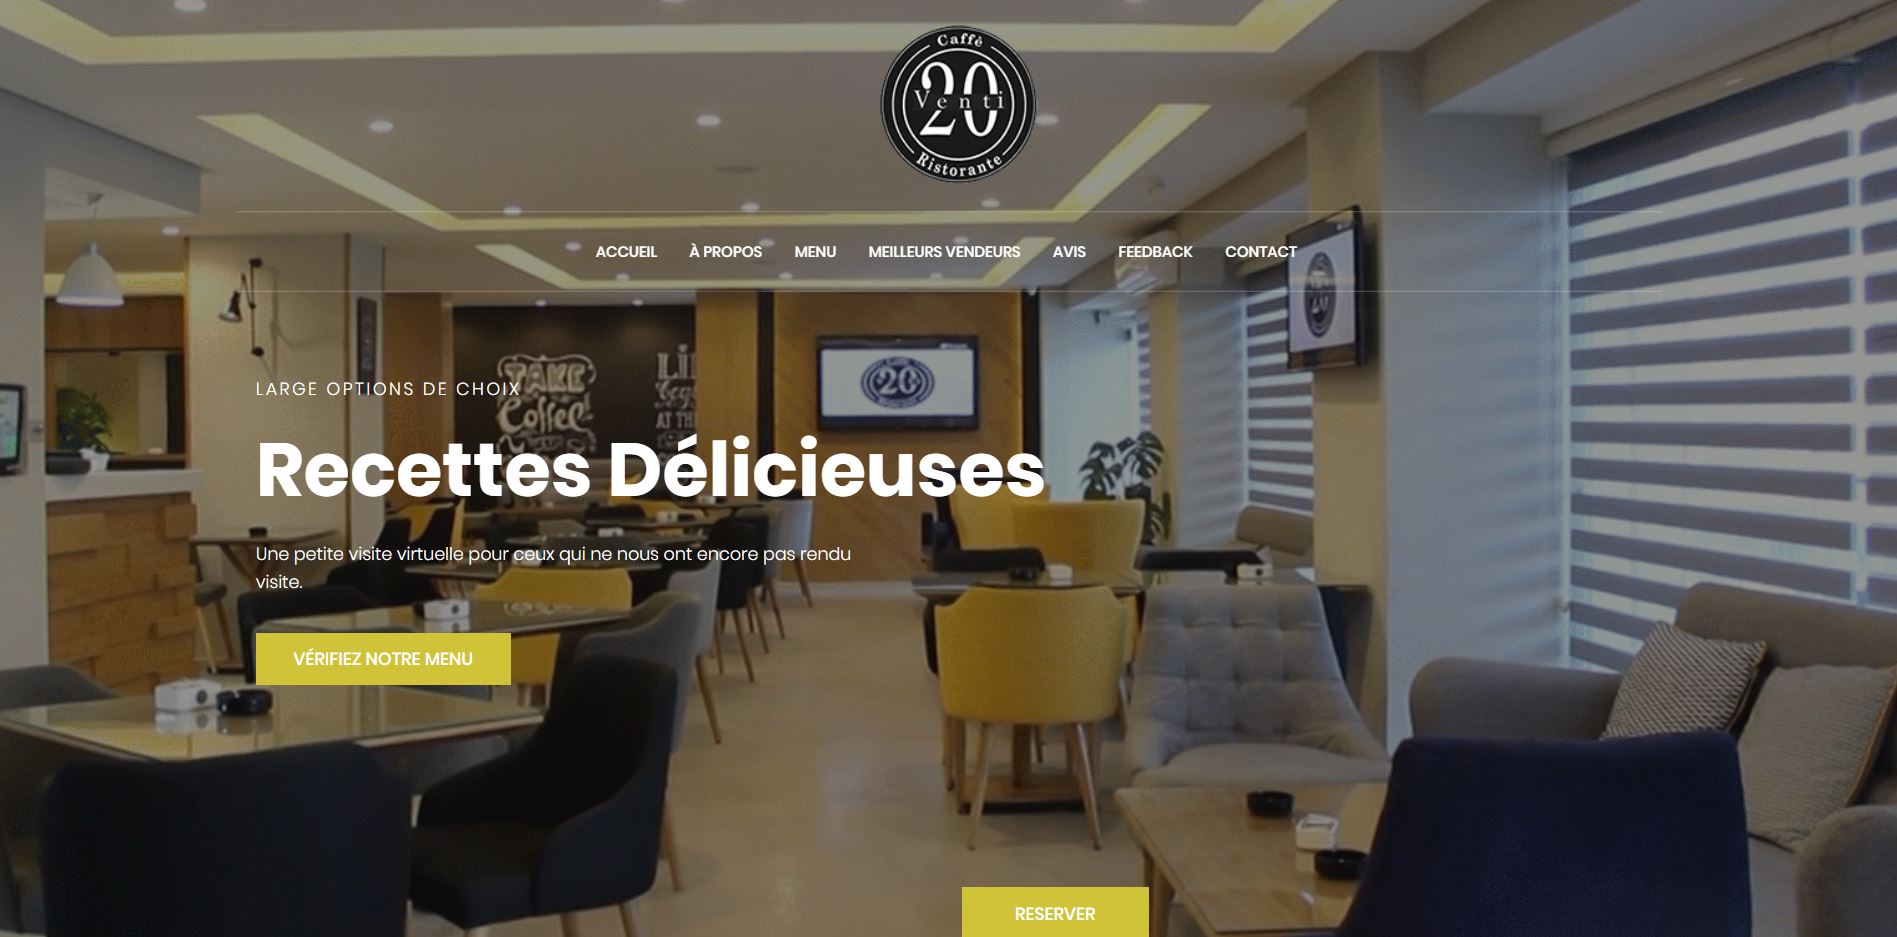 Caffè
20
Venti
Ristorante
ACCUEIL À PROPOS MENU MEILLEURS VENDEURS AVIS FEEDBACK CONTACT
LARGE OPTIONS DE CHOIX
TAKE
Coffee
20
Recettes Délicieuses
Une petite visite virtuelle pour ceux qui ne nous ont encore pas rendu
visite.
VÉRIFIEZ NOTRE MENU
RESERVER